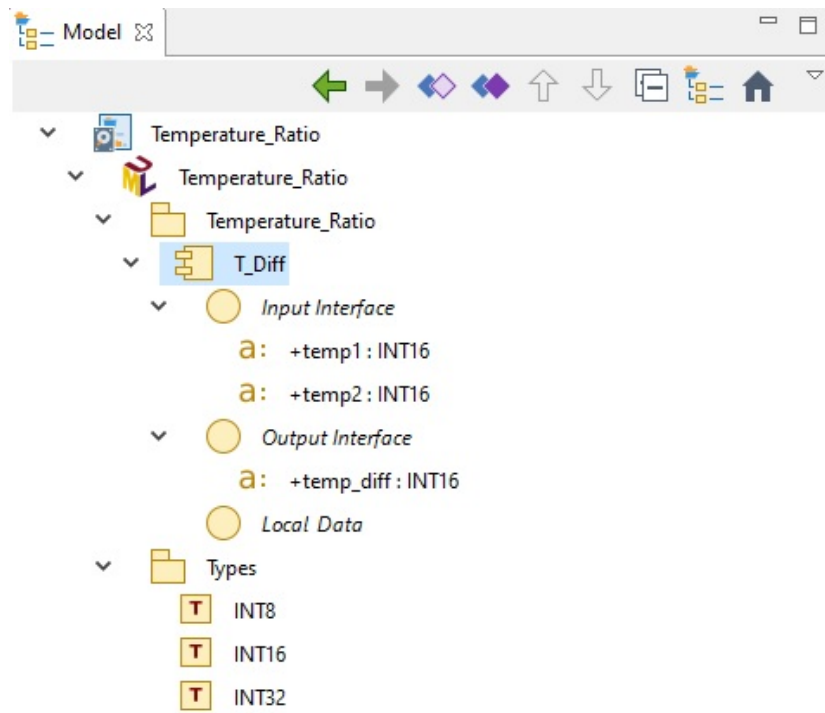 Model
Temperature_Ratio
Temperature_Ratio
Temperature_Ratio
T_Diff
Input Interface
a: +temp1 : INT16
a: +temp2 : INT16
Output Interface
a: +temp_diff : INT16
Local Data
Types
T INT8
T INT16
T INT32